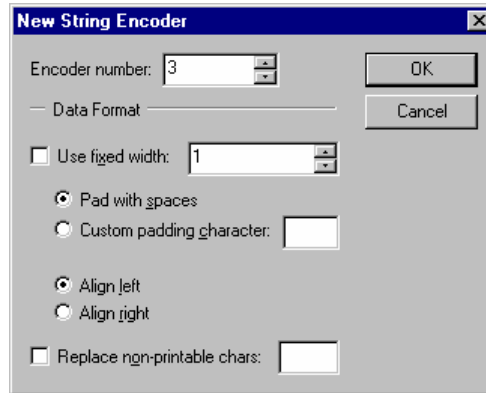 New String Encoder
Encoder number: 3
OK
Data Format
Cancel
Use fixed width: 1
Pad with spaces
Custom padding character:
Align left
Align right
Replace non-printable chars: